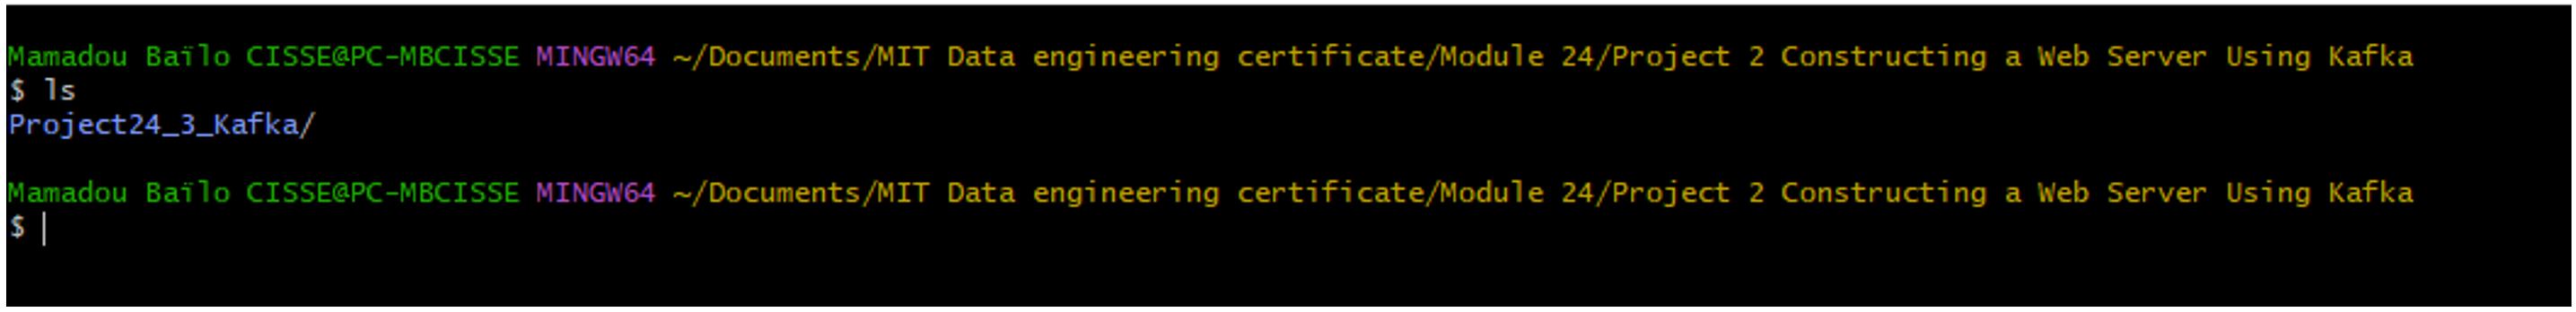 Mamadou Baïlo CISSE@PC-MBCISSE MINGW64 ~/Documents/MIT Data engineering certificate/Module 24/Project 2 Constructing a Web Server Using Kafka
$ ls
Project24_3_Kafka/
Mamadou Baïlo CISSE@PC-MBCISSE MINGW64 ~/Documents/MIT Data engineering certificate/Module 24/Project 2 Constructing a Web Server Using Kafka
$